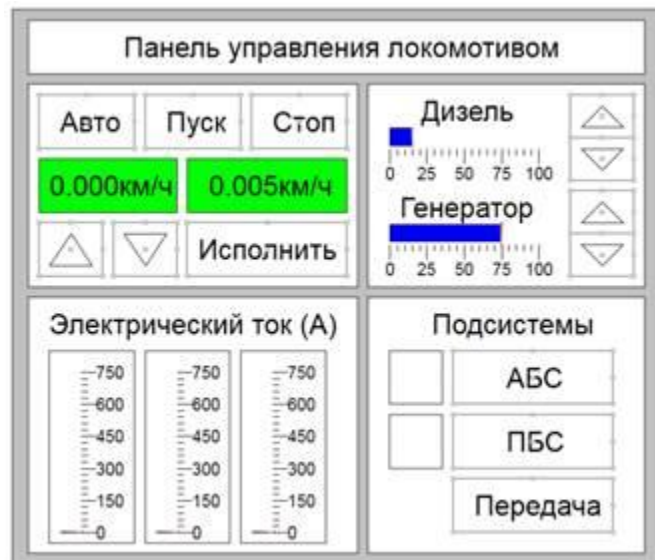 Панель управления локомотивом
Авто Пуск Стоп
0.000км/ч 0.005км/ч
Исполнить
Дизель
0 25 50 75 100
Генератор
0 25 50 75 100
Электрический ток (А)
750 750 750
600 600 600
450 450 450
300 300 300
150 150 150
0 0 0
Подсистемы
АБС
ПБС
Передача